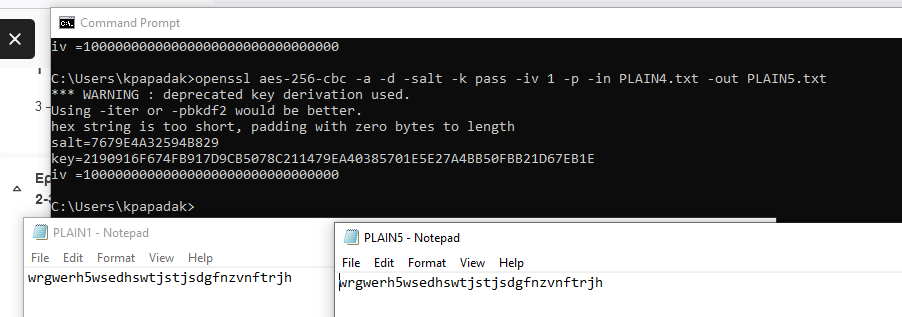 Command Prompt
iv =10000000000000000000000000000000
C:\Users\kpapadak>openssl aes-256-cbc -a -d -salt -k pass -iv 1 -p -in PLAIN4.txt -out PLAIN5.txt
*** WARNING : deprecated key derivation used.
Using -iter or -pbkdf2 would be better.
hex string is too short, padding with zero bytes to length
salt=7679E4A32594B829
key=2190916F674FB917D9CB5078C211479EA40385701E5E27A4BB50FBB21D67EB1E
iv =10000000000000000000000000000000
C:\Users\kpapadak>
3
Ερ
2-
PLAIN1 - Notepad
File Edit Format View Help
wrgwerh5wsedhswtjstjsdgfnzvnftrjh
PLAIN5 - Notepad
File Edit Format View Help
wrgwerh5wsedhswtjstjsdgfnzvnftrjh